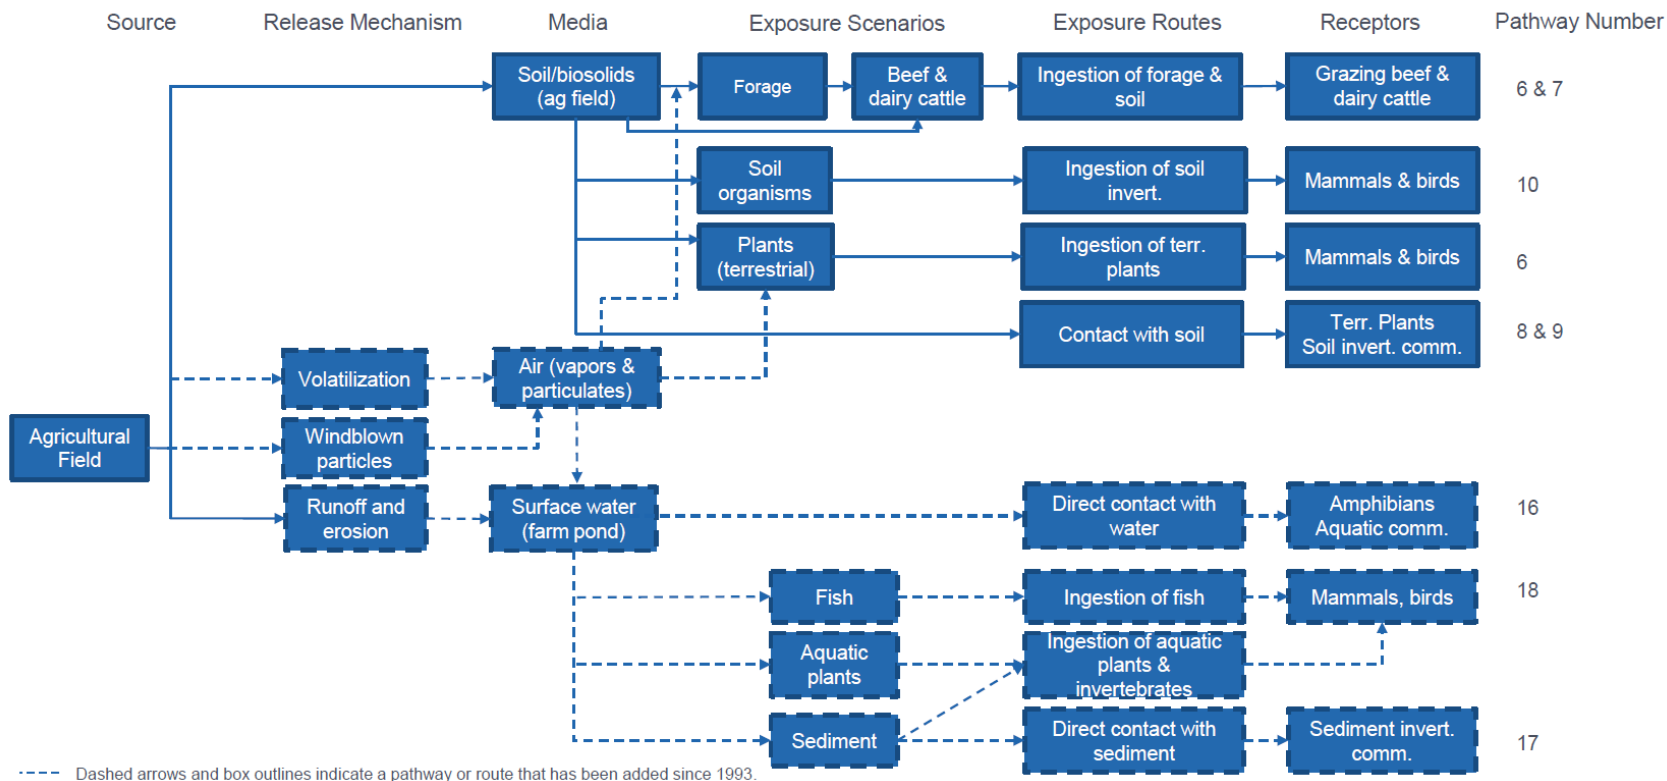 Source
Release Mechanism
Media
Exposure Scenarios
Exposure Routes
Receptors
Pathway Number
Soil/biosolids
(ag field)
Forage
Beef &
dairy cattle
Ingestion of forage &
soil
Grazing beef &
dairy cattle
6 & 7
Soil
organisms
Ingestion of soil
invert.
Mammals & birds
10
Plants
(terrestrial)
Ingestion of terr.
plants
Mammals & birds
6
Contact with soil
Terr. Plants
Soil invert. comm.
8 & 9
Volatilization
Air (vapors &
particulates)
Agricultural
Field
Windblown
particles
Runoff and
erosion
Surface water
(farm pond)
Direct contact with
water
Amphibians
Aquatic comm.
16
Fish
Ingestion of fish
Mammals, birds
18
Aquatic
plants
Ingestion of aquatic
plants &
invertebrates
Sediment
Direct contact with
sediment
Sediment invert.
comm.
17
Dashed arrows and box outlines indicate a pathway or route that has been added since 1993.